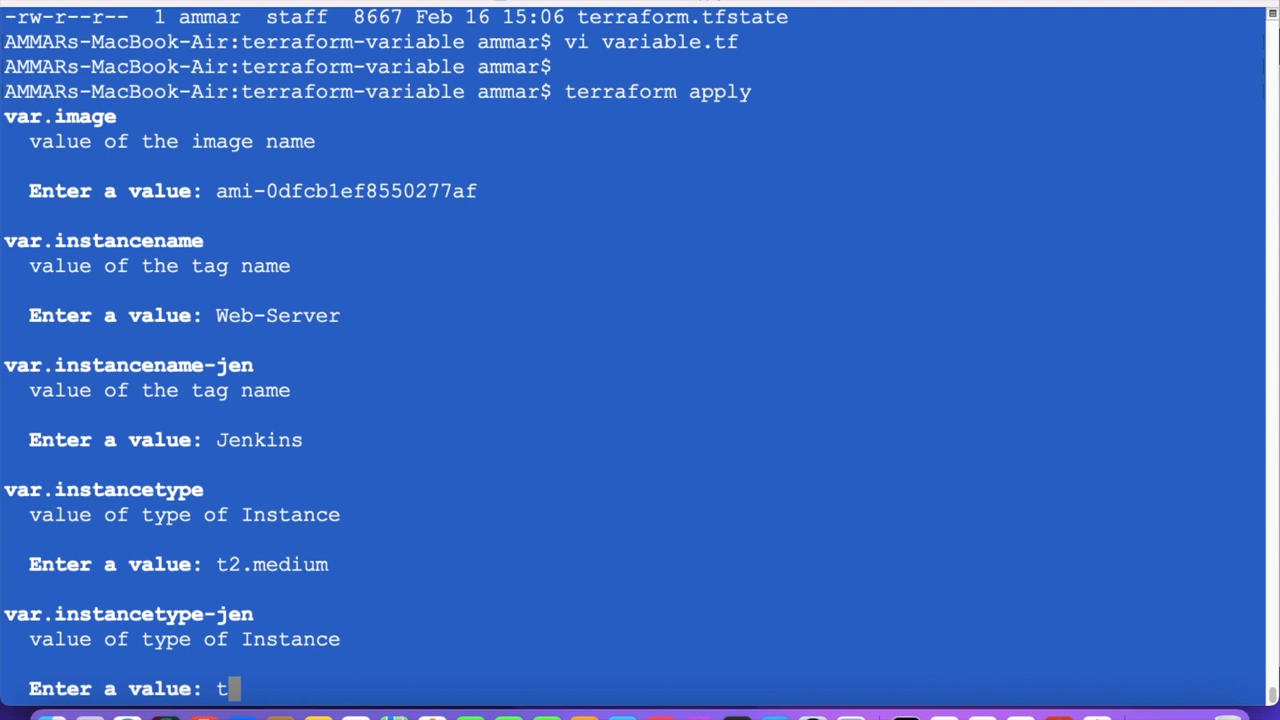 -rw-r--r--  1 ammar  staff  8667 Feb 16 15:06 terraform.tfstate
AMMARs-MacBook-Air:terraform-variable ammar$ vi variable.tf
AMMARs-MacBook-Air:terraform-variable ammar$
AMMARs-MacBook-Air:terraform-variable ammar$ terraform apply
var.image
  value of the image name
  Enter a value: ami-0dfcb1ef8550277af
var.instancename
  value of the tag name
  Enter a value: Web-Server
var.instancename-jen
  value of the tag name
  Enter a value: Jenkins
var.instancetype
  value of type of Instance
  Enter a value: t2.medium
var.instancetype-jen
  value of type of Instance
  Enter a value: t